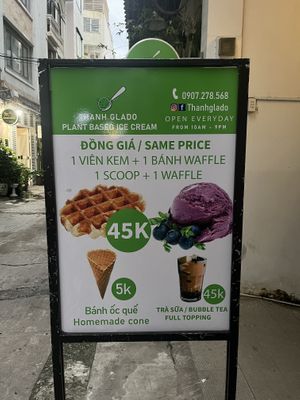 THANH GLADO
PLANT BASED ICE CREAM
0907.278.568
Thanhglado
OPEN EVERYDAY
FROM 10AM - 9PM
ĐỒNG GIÁ / SAME PRICE
1 VIÊN KEM + 1 BÁNH WAFFLE
1 SCOOP + 1 WAFFLE
45K
5k
Bánh ốc quế
Homemade cone
45k
TRÀ SỮA / BUBBLE TEA
FULL TOPPING